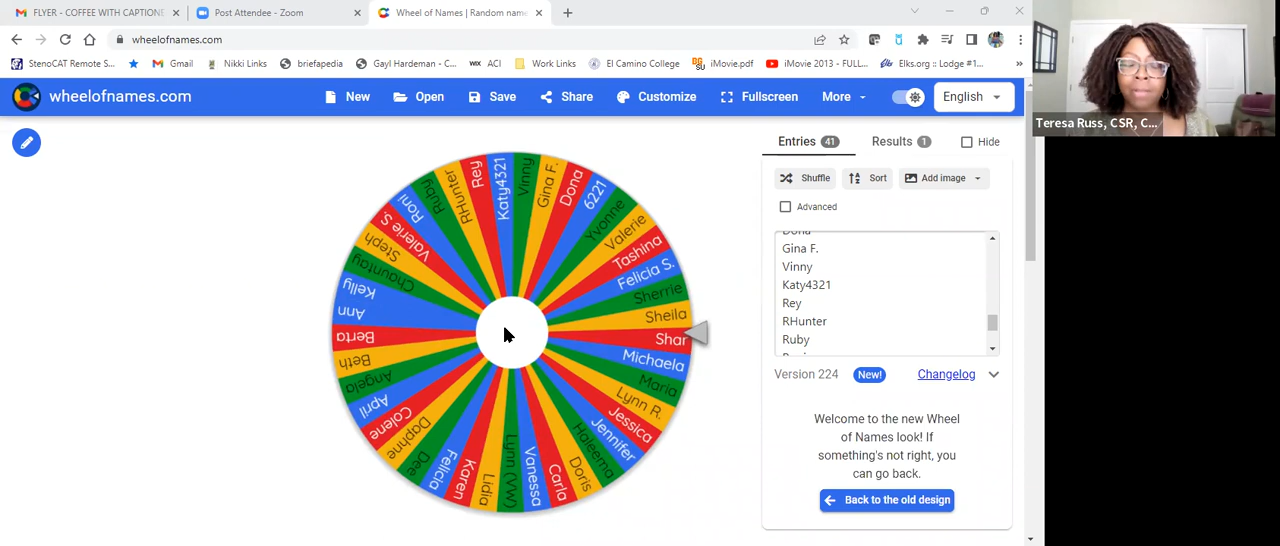 FLYER - COFFEE WITH CAPTIONE
Post Attendee - Zoom
Wheel of Names | Random name
wheelofnames.com
StenoCAT Remote S...
Gmail
Nikki Links
briefapedia
Gayl Hardeman - C...
WIX ACI
Work Links
El Camino College
BG SU iMovie.pdf
iMovie 2013 - FULL...
Elks.org :: Lodge #1...
»
wheelofnames.com
New
Open
Save
Share
Customize
Fullscreen
More
English
Teresa Russ, CSR, C...
Entries 41
Results 1
Hide
Shuffle
Sort
Add image
Advanced
Dona
Gina F.
Vinny
Katy4321
Rey
RHunter
Ruby
Version 224
New!
Changelog
Welcome to the new Wheel
of Names look! If
something's not right, you
can go back.
Back to the old design
Katy4321
Vinny
Gina F.
Dona
6221
Yvonne
Valerie
Tashina
Felicia S.
Sherrie
Sheila
Shar
Michaela
Maria
Lynn R.
Jessica
Jennifer
Haleema
Doris
Carla
Vanessa
Lynn (VW)
Lidia
Karen
Felicia
Dee
Daphne
Colene
April
Angela
Beth
Berta
Ann
Kelly
Chountay
Steph
Valerie S.
Roni
Ruby
RHunter
Rey